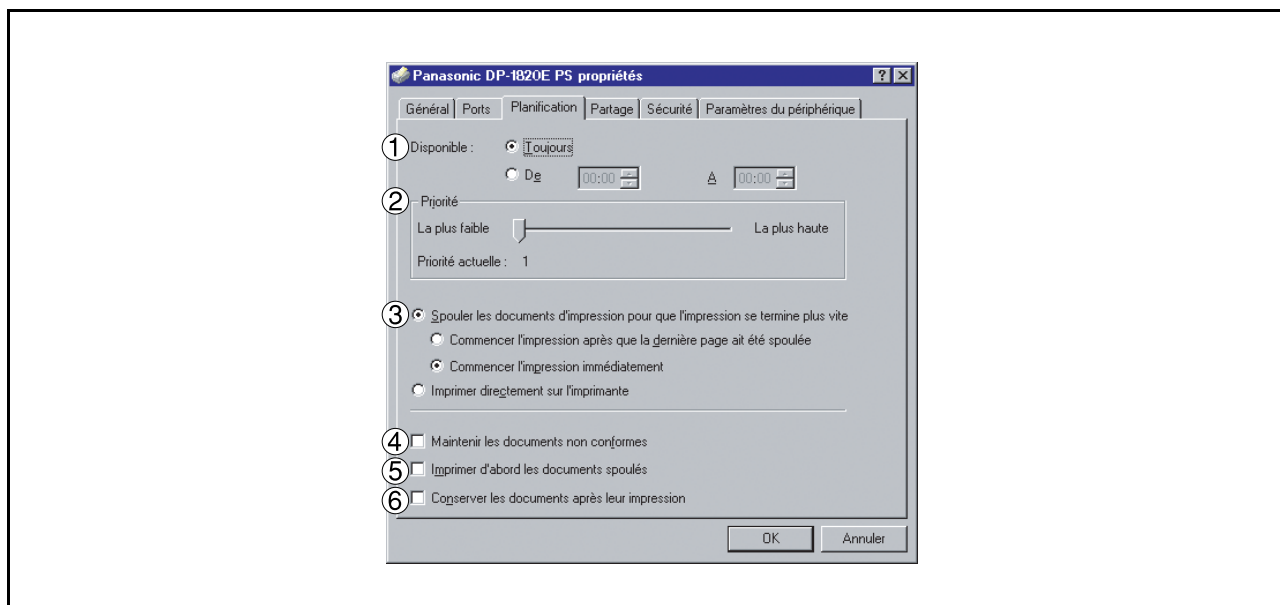 Panasonic DP-1820E PS propriétés
Général Ports Planification Partage Sécurité Paramètres du périphérique
① Disponible : Toujours
De 00:00 A 00:00
② Priorité
La plus faible La plus haute
Priorité actuelle : 1
③ Spouler les documents d'impression pour que l'impression se termine plus vite
Commencer l'impression après que la dernière page ait été spoulée
Commencer l'impression immédiatement
Imprimer directement sur l'imprimante
④ Maintenir les documents non conformes
⑤ Imprimer d'abord les documents spoulés
⑥ Conserver les documents après leur impression
OK Annuler